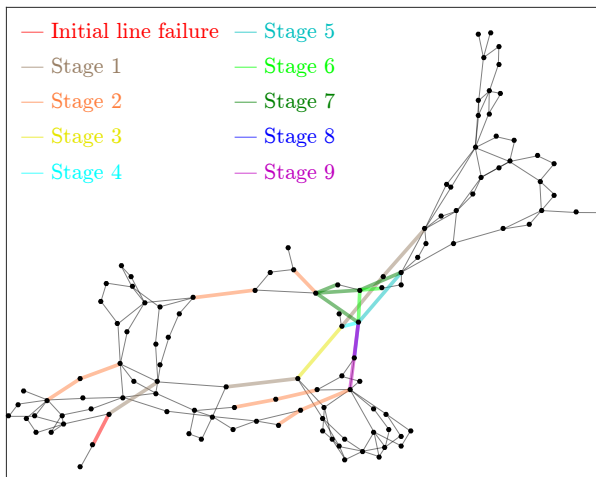 Initial line failure
Stage 1
Stage 2
Stage 3
Stage 4
Stage 5
Stage 6
Stage 7
Stage 8
Stage 9